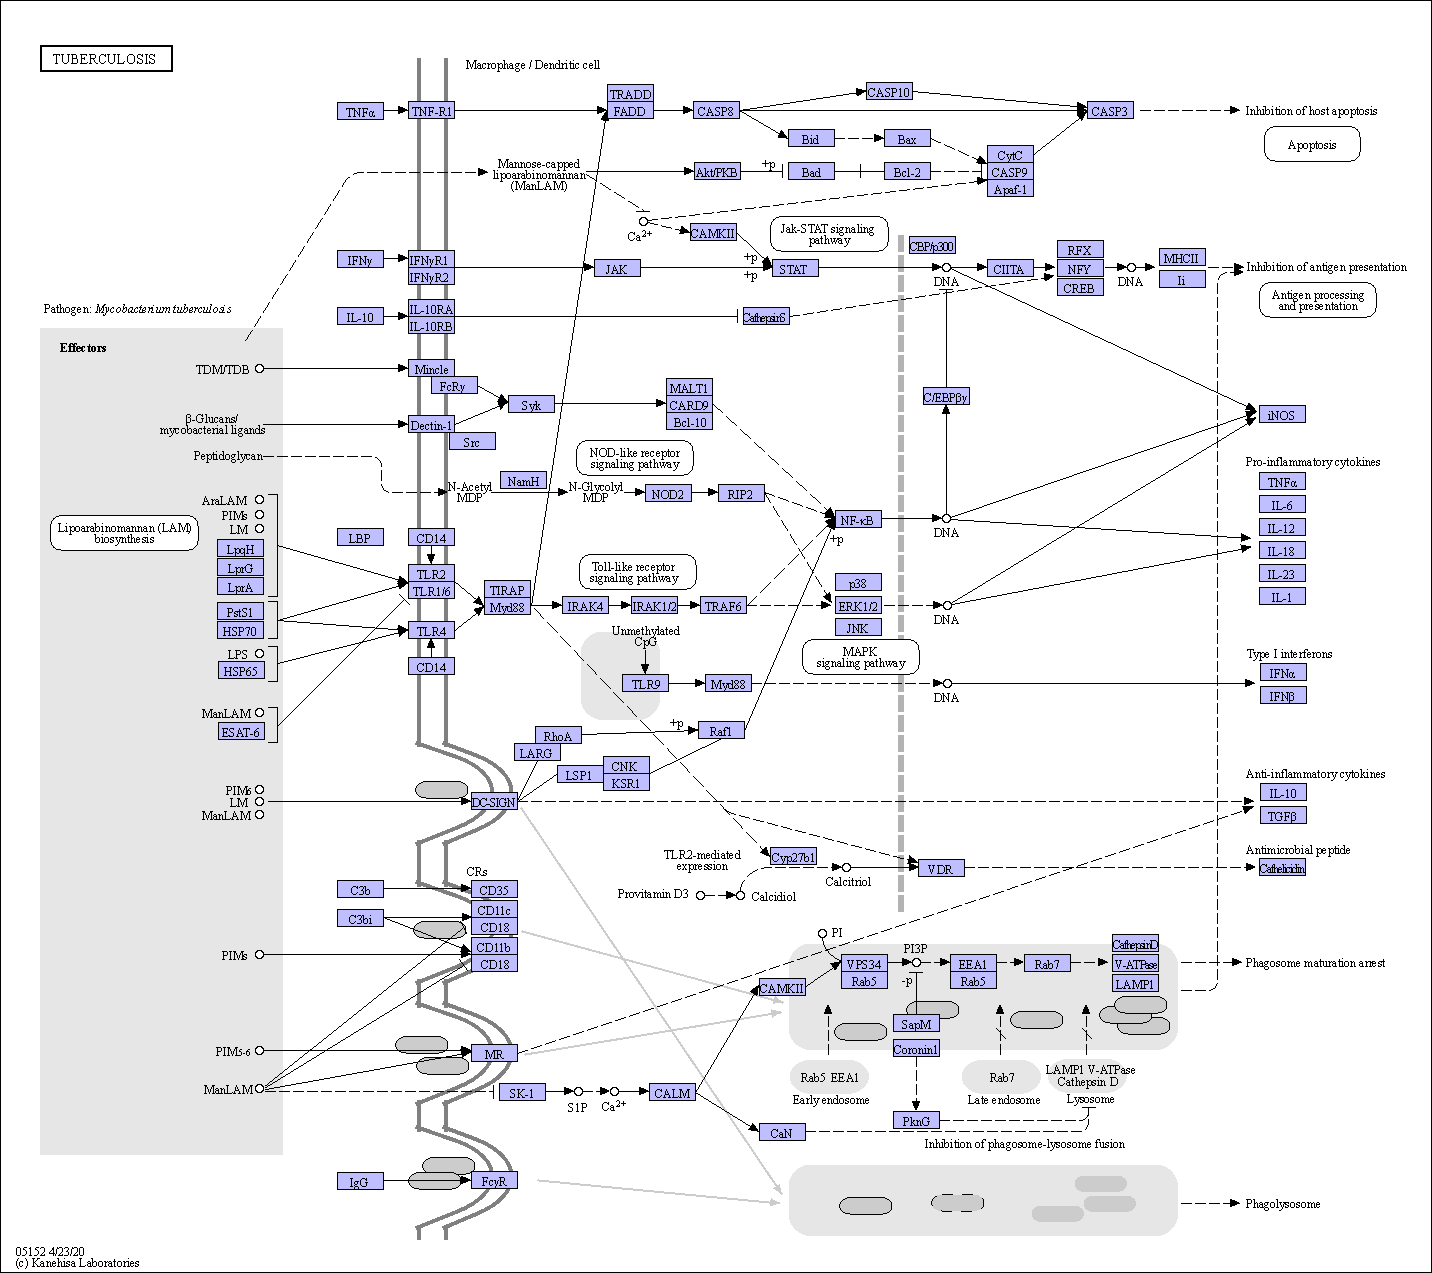 TUBERCULOSIS
Macrophage / Dendritic cell
TNFα
TNF-R1
TRADD
FADD
CASP8
CASP10
CASP3
Inhibition of host apoptosis
Apoptosis
Bid
Bax
CytC
CASP9
Apaf-1
Mannose-capped
lipoarabinomannan
(ManLAM)
Akt/PKB
+p
Bad
Bcl-2
Ca2+
CAMKII
Jak-STAT signaling
pathway
IFNγ
IFNγR1
IFNγR2
JAK
+p
+p
STAT
CBP/p300
DNA
CIITA
RFX
NFY
CREB
DNA
MHCII
Ii
Inhibition of antigen presentation
Antigen processing
and presentation
Pathogen: Mycobacterium tuberculosis
IL-10
IL-10RA
IL-10RB
CathepsinS
Effectors
TDM/TDB
Mincle
FcRγ
Syk
MALT1
CARD9
Bcl-10
C/EBPβγ
iNOS
β-Glucans/
mycobacterial ligands
Dectin-1
Src
Peptidoglycan
N-Acetyl
MDP
NamH
N-Glycolyl
MDP
NOD-like receptor
signaling pathway
NOD2
RIP2
NF-κB
+p
DNA
Pro-inflammatory cytokines
TNFα
IL-6
IL-12
IL-18
IL-23
IL-1
AraLAM
PIMs
LM
LpqH
LprG
LprA
Lipoarabinomannan (LAM)
biosynthesis
LBP
CD14
TLR2
TLR1/6
TIRAP
Myd88
Toll-like receptor
signaling pathway
IRAK4
IRAK1/2
TRAF6
p38
ERK1/2
JNK
DNA
MAPK
signaling pathway
PstS1
HSP70
TLR4
CD14
LPS
HSP65
Unmethylated
CpG
TLR9
Myd88
DNA
Type I interferons
IFNα
IFNβ
ManLAM
ESAT-6
RhoA
LARG
+p
Raf1
LSP1
CNK
KSR1
PIMs
LM
ManLAM
DC-SIGN
Anti-inflammatory cytokines
IL-10
TGFβ
TLR2-mediated
expression
Cyp27b1
Calcitriol
VDR
Antimicrobial peptide
Cathelicidin
Provitamin D3
Calcidiol
CRs
C3b
CD35
C3bi
CD11c
CD18
CD11b
CD18
PIMs
PI
VPS34
Rab5
PI3P
-p
EEA1
Rab5
Rab7
CathepsinD
V-ATPase
LAMP1
Phagosome maturation arrest
CAMKII
SapM
Coronin1
PIM5-6
MR
ManLAM
SK-1
S1P
Ca2+
CALM
CaN
Rab5 EEA1
Early endosome
Rab7
Late endosome
LAMP1 V-ATPase
Cathepsin D
Lysosome
PknG
Inhibition of phagosome-lysosome fusion
IgG
FcγR
Phagolysosome
05152 4/23/20
(c) Kanehisa Laboratories